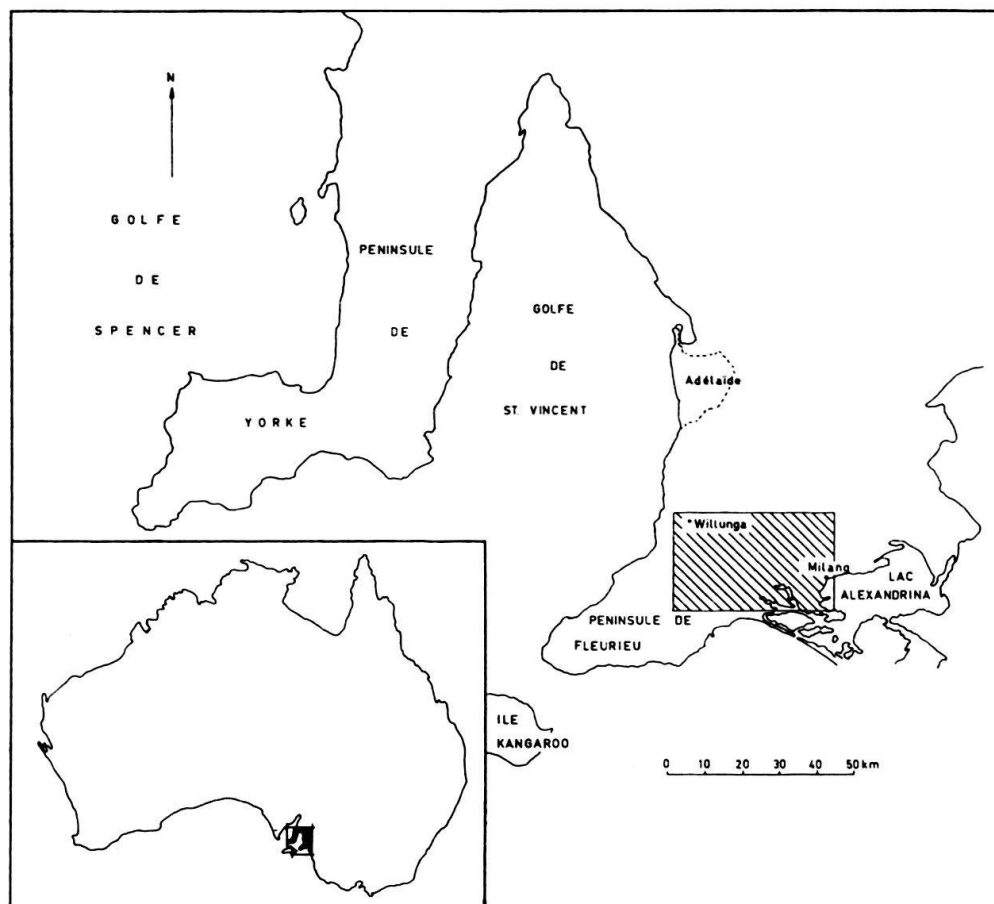 N
GOLFE
DE
SPENCER
PENINSULE
DE
YORKE
GOLFE
DE
ST. VINCENT
Adélaïde
Willunga
Milang
LAC
ALEXANDRINA
PENINSULE DE
FLEURIEU
ILE
KANGAROO
0 10 20 30 40 50 km